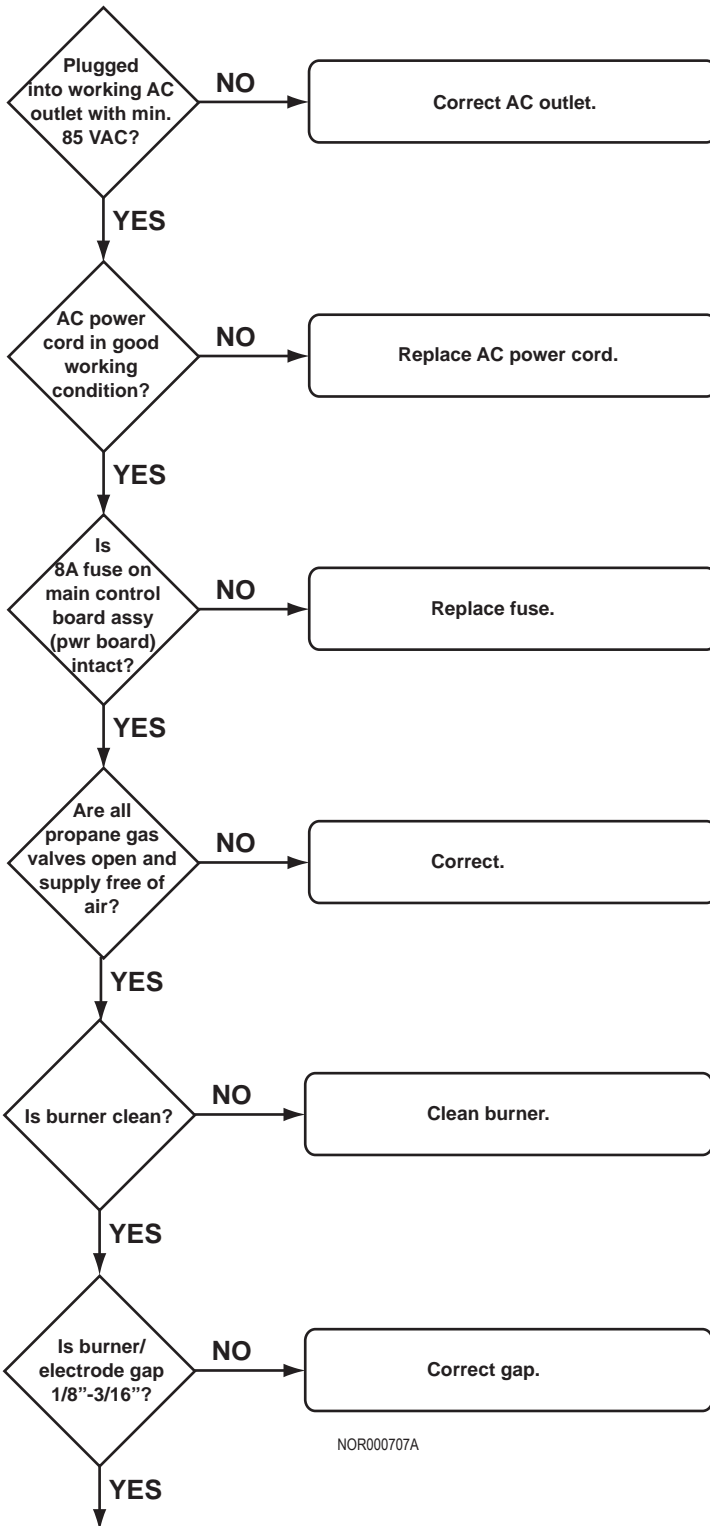 Plugged
into working AC
outlet with min.
85 VAC?
NO
Correct AC outlet.
YES
AC power
cord in good
working
condition?
NO
Replace AC power cord.
YES
Is
8A fuse on
main control
board assy
(pwr board)
intact?
NO
Replace fuse.
YES
Are all
propane gas
valves open and
supply free of
air?
NO
Correct.
YES
Is burner clean?
NO
Clean burner.
YES
Is burner/
electrode gap
1/8”-3/16”?
NO
Correct gap.
NOR000707A
YES